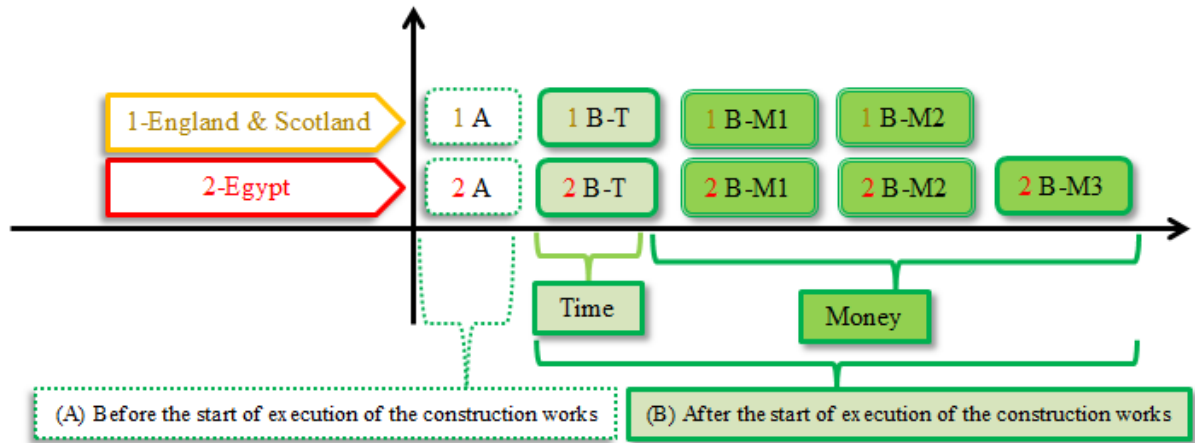 1-England & Scotland
1 A
1 B-T
1 B-M1
1 B-M2
2-Egypt
2 A
2 B-T
2 B-M1
2 B-M2
2 B-M3
Time
Money
(A) Before the start of execution of the construction works
(B) After the start of execution of the construction works